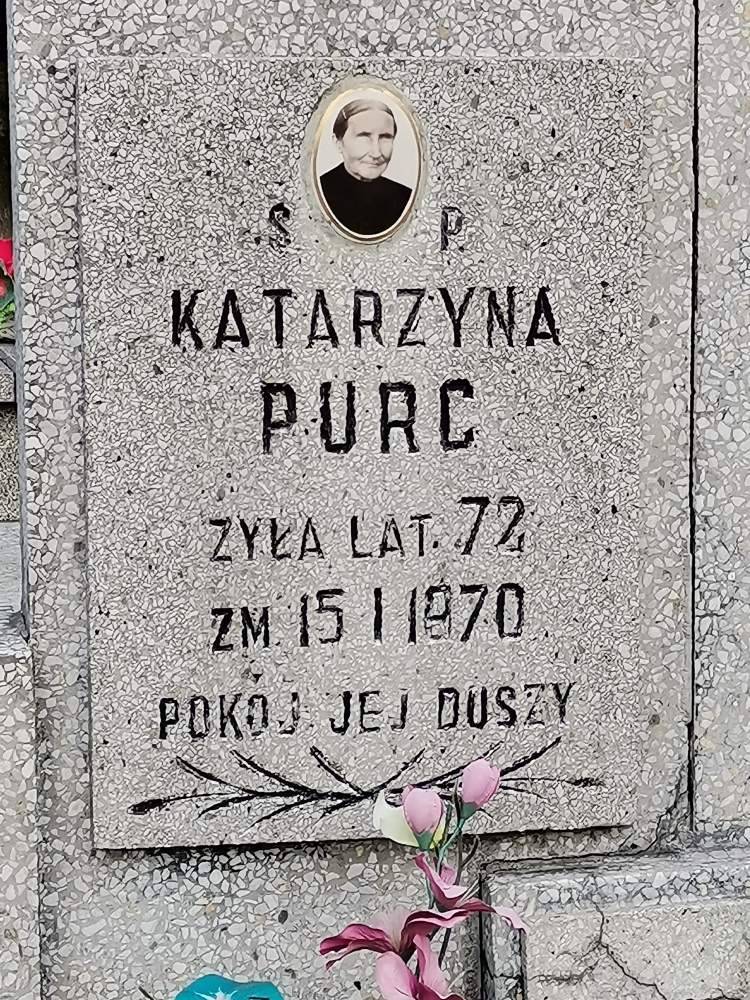 Ś P.
KATARZYNA
PURC
ŻYŁA LAT. 72
ZM. 15 I 1970
POKÓJ JEJ DUSZY